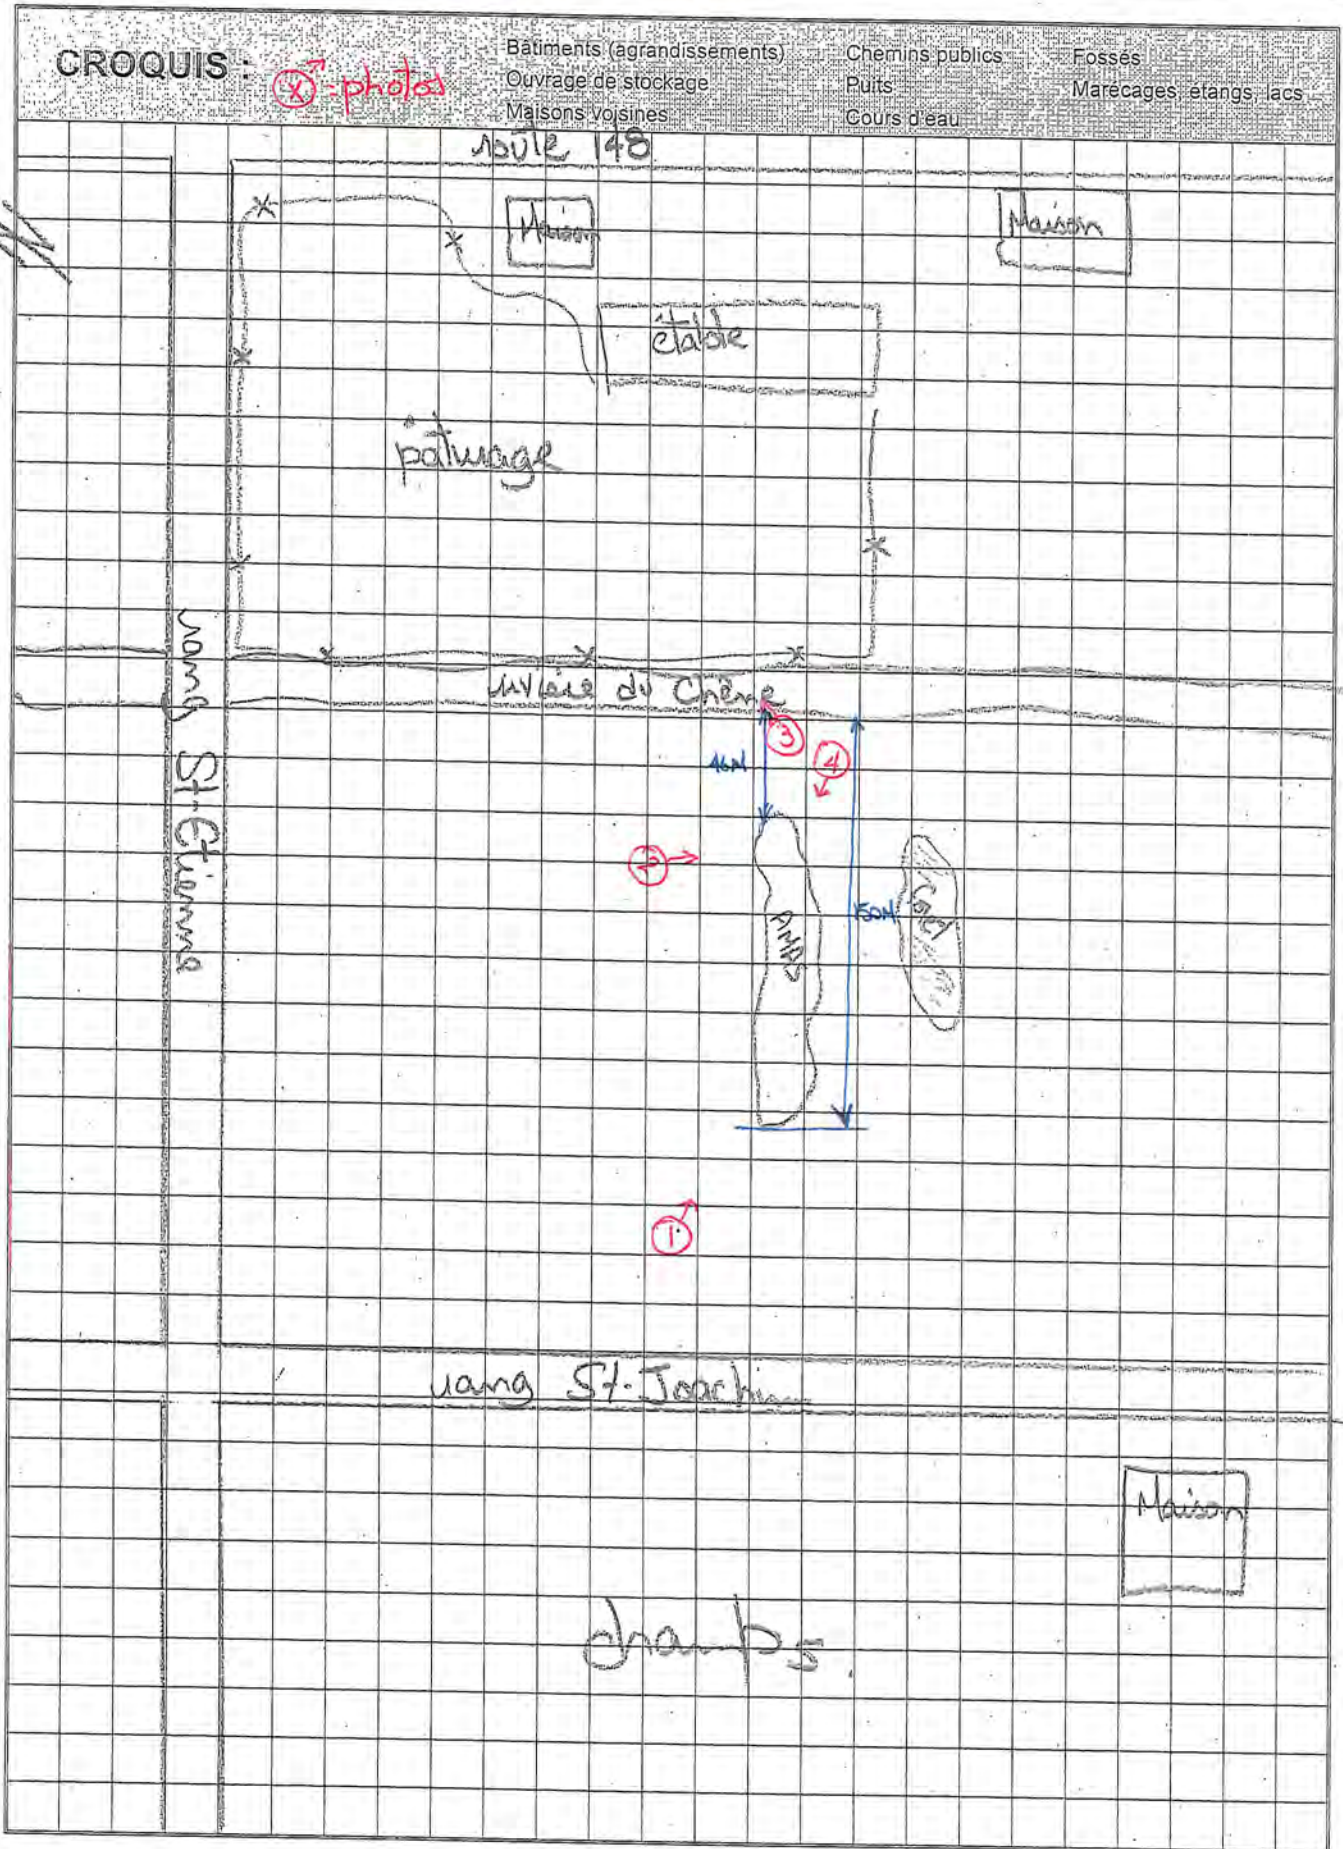 CROQUIS :
Ⓧ = photos
Bâtiments (agrandissements)
Ouvrage de stockage
Maisons voisines
Chemins publics
Puits
Cours d'eau
Fossés
Marécages, étangs, lacs
route 148
Maison
Maison
étable
pâturage
rang St-Etienne
rivière du Chêne
3
46M
4
2
AMAS
150M
1
rang St-Joachim
Maison
champs